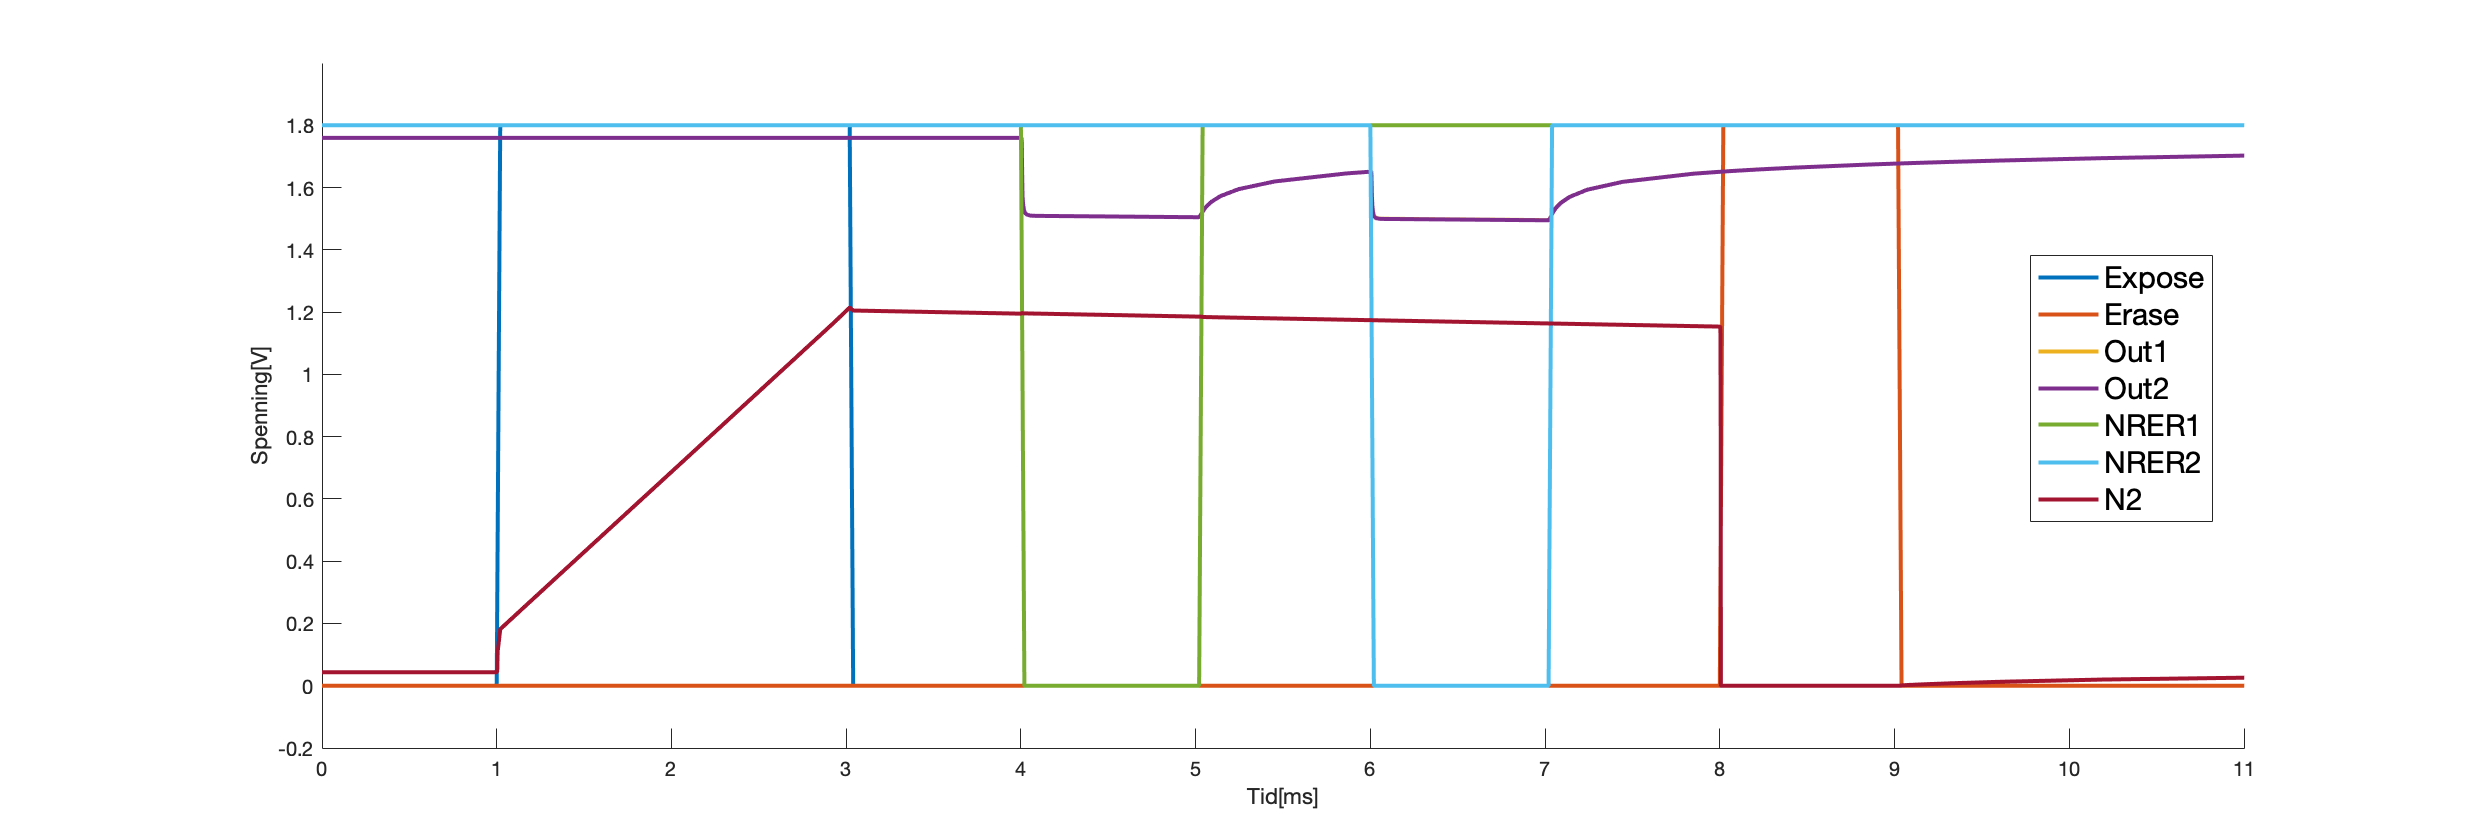 1.8
1.6
1.4
1.2
1
0.8
0.6
0.4
0.2
0
-0.2
Spenning[V]
0 1 2 3 4 5 6 7 8 9 10 11
Tid[ms]
Expose
Erase
Out1
Out2
NRER1
NRER2
N2